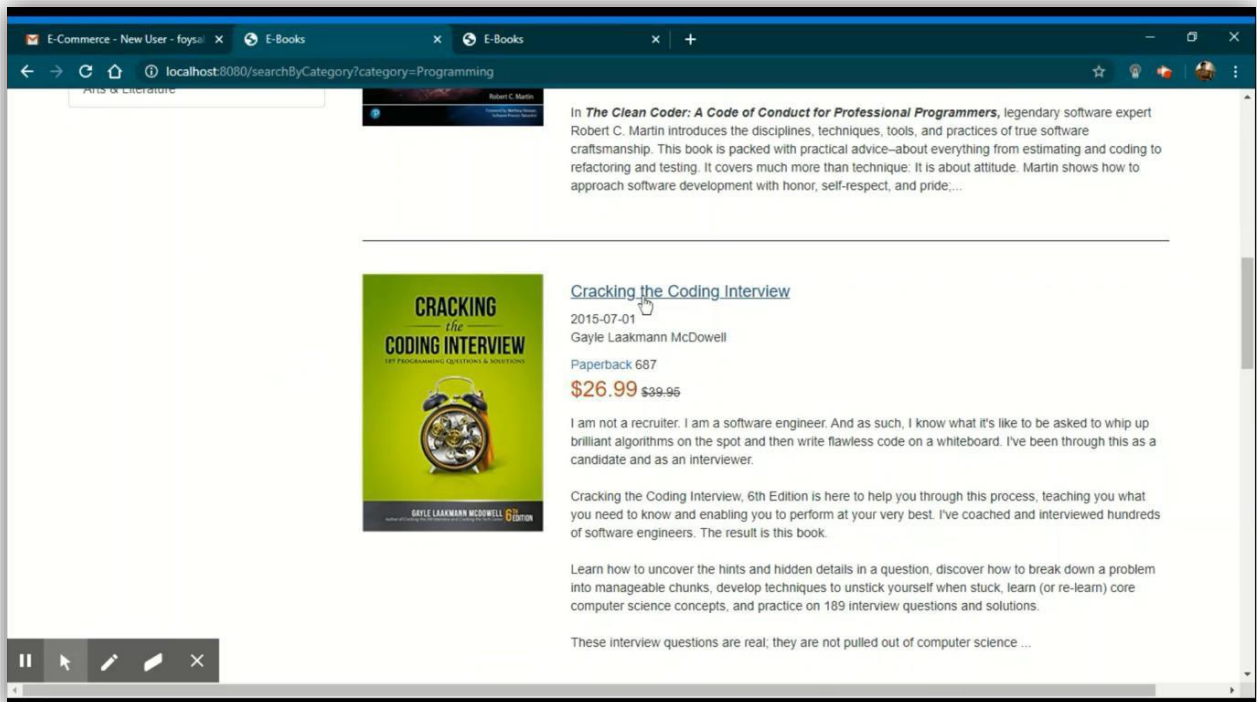 E-Commerce - New User - foysal
E-Books
E-Books
localhost:8080/searchByCategory?category=Programming
Arts & Literature
Robert C. Martin
In The Clean Coder: A Code of Conduct for Professional Programmers, legendary software expert
Robert C. Martin introduces the disciplines, techniques, tools, and practices of true software
craftsmanship. This book is packed with practical advice–about everything from estimating and coding to
refactoring and testing. It covers much more than technique: It is about attitude. Martin shows how to
approach software development with honor, self-respect, and pride;...
CRACKING
the
CODING INTERVIEW
189 PROGRAMMING QUESTIONS & SOLUTIONS
GAYLE LAAKMANN MCDOWELL
6TH EDITION
Cracking the Coding Interview
2015-07-01
Gayle Laakmann McDowell
Paperback 687
$26.99 $39.95
I am not a recruiter. I am a software engineer. And as such, I know what it's like to be asked to whip up
brilliant algorithms on the spot and then write flawless code on a whiteboard. I've been through this as a
candidate and as an interviewer.
Cracking the Coding Interview, 6th Edition is here to help you through this process, teaching you what
you need to know and enabling you to perform at your very best. I've coached and interviewed hundreds
of software engineers. The result is this book.
Learn how to uncover the hints and hidden details in a question, discover how to break down a problem
into manageable chunks, develop techniques to unstick yourself when stuck, learn (or re-learn) core
computer science concepts, and practice on 189 interview questions and solutions.
These interview questions are real; they are not pulled out of computer science ...